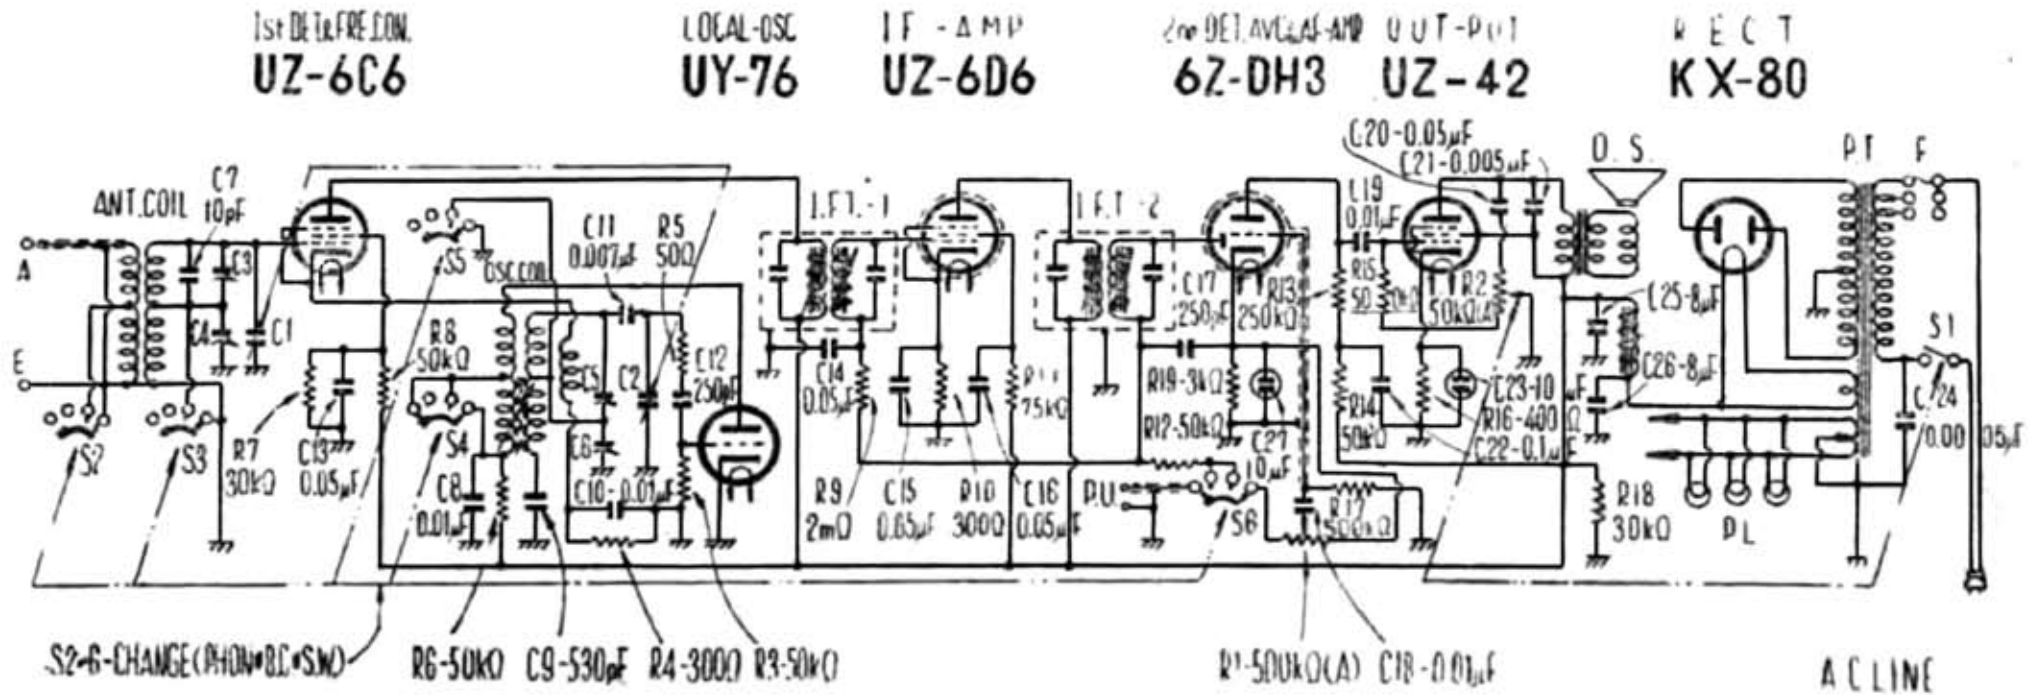 1st DET.&FRE.CON. LOCAL-OSC I F - A M P 2nd DET.AVC.&AF-AMP O U T - P U T R E C T
UZ-6C6 UY-76 UZ-6D6 6Z-DH3 UZ-42 KX-80
C20-0.05μF
C21-0.005μF
D. S.
P.T F
ANT.COIL
C7
10pF
C3
C4
C1
A
E
S2
S3
R7
30kΩ
C13
0.05μF
R8
50kΩ
S5
S4
OSC.COIL
C11
0.007μF
R5
50Ω
C5
C2
C6
C12
250pF
C8
0.01μF
C10-0.01μF
I.F.T.-1
C14
0.05μF
R9
2mΩ
C15
0.05μF
R10
300Ω
C16
0.05μF
R11
75kΩ
I.F.T.-2
C17
250pF
R13
250kΩ
R19-3kΩ
R12-50kΩ
C27
10μF
P.U.
S6
R17
500kΩ
C19
0.01μF
R15
R2
50kΩ(A)
R14
50kΩ
C23-10μF
R16-400Ω
C22-0.1μF
R18
30kΩ
C25-8μF
C26-8μF
PL
S1
C24
S2~6-CHANGE(PHONO•B.C•S.W) R6-50kΩ C9-530pF R4-300Ω R3-50kΩ R1-500kΩ(A) C18-0.01μF AC LINE